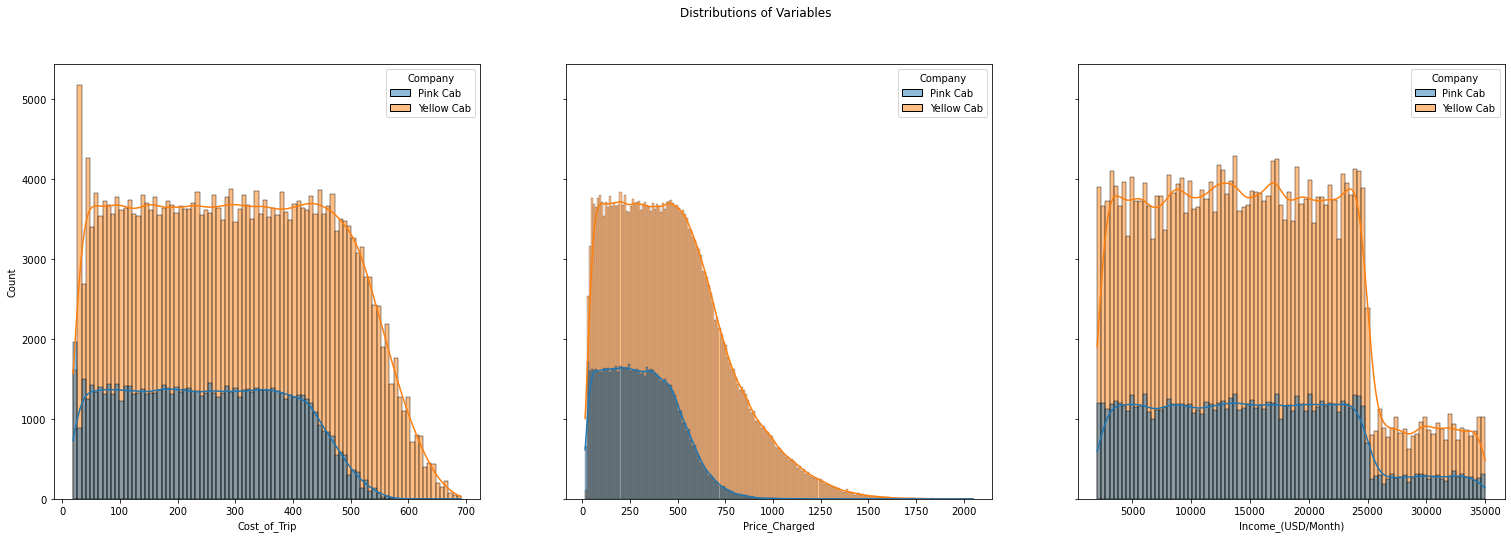 Distributions of Variables
Count
5000
4000
3000
2000
1000
0
Company
Pink Cab
Yellow Cab
0 100 200 300 400 500 600 700
Cost_of_Trip
Company
Pink Cab
Yellow Cab
0 250 500 750 1000 1250 1500 1750 2000
Price_Charged
Company
Pink Cab
Yellow Cab
5000 10000 15000 20000 25000 30000 35000
Income_(USD/Month)